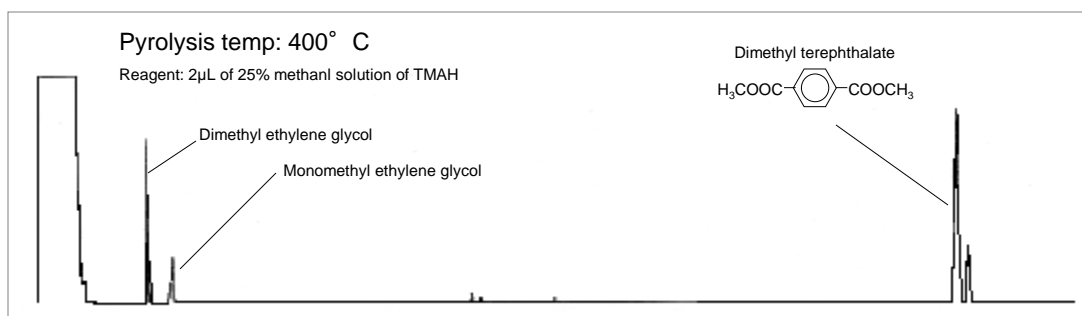 Pyrolysis temp: 400° C
Reagent: 2µL of 25% methanl solution of TMAH
Dimethyl terephthalate
H3COOC COOCH3
Dimethyl ethylene glycol
Monomethyl ethylene glycol